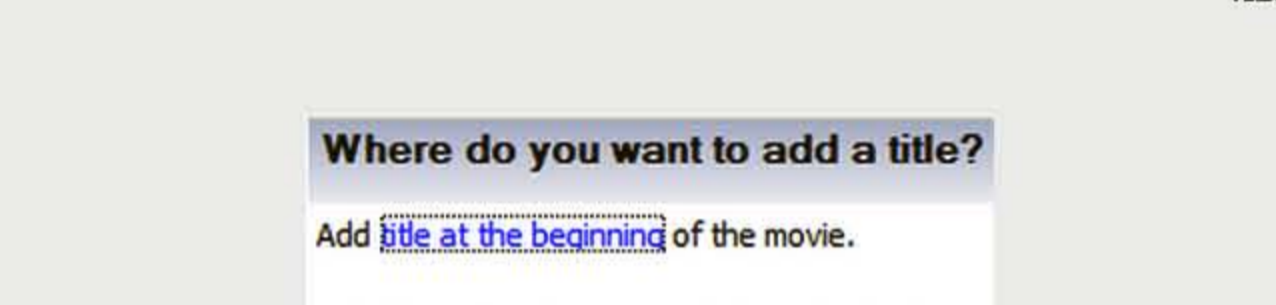 Where do you want to add a title?
Add title at the beginning of the movie.